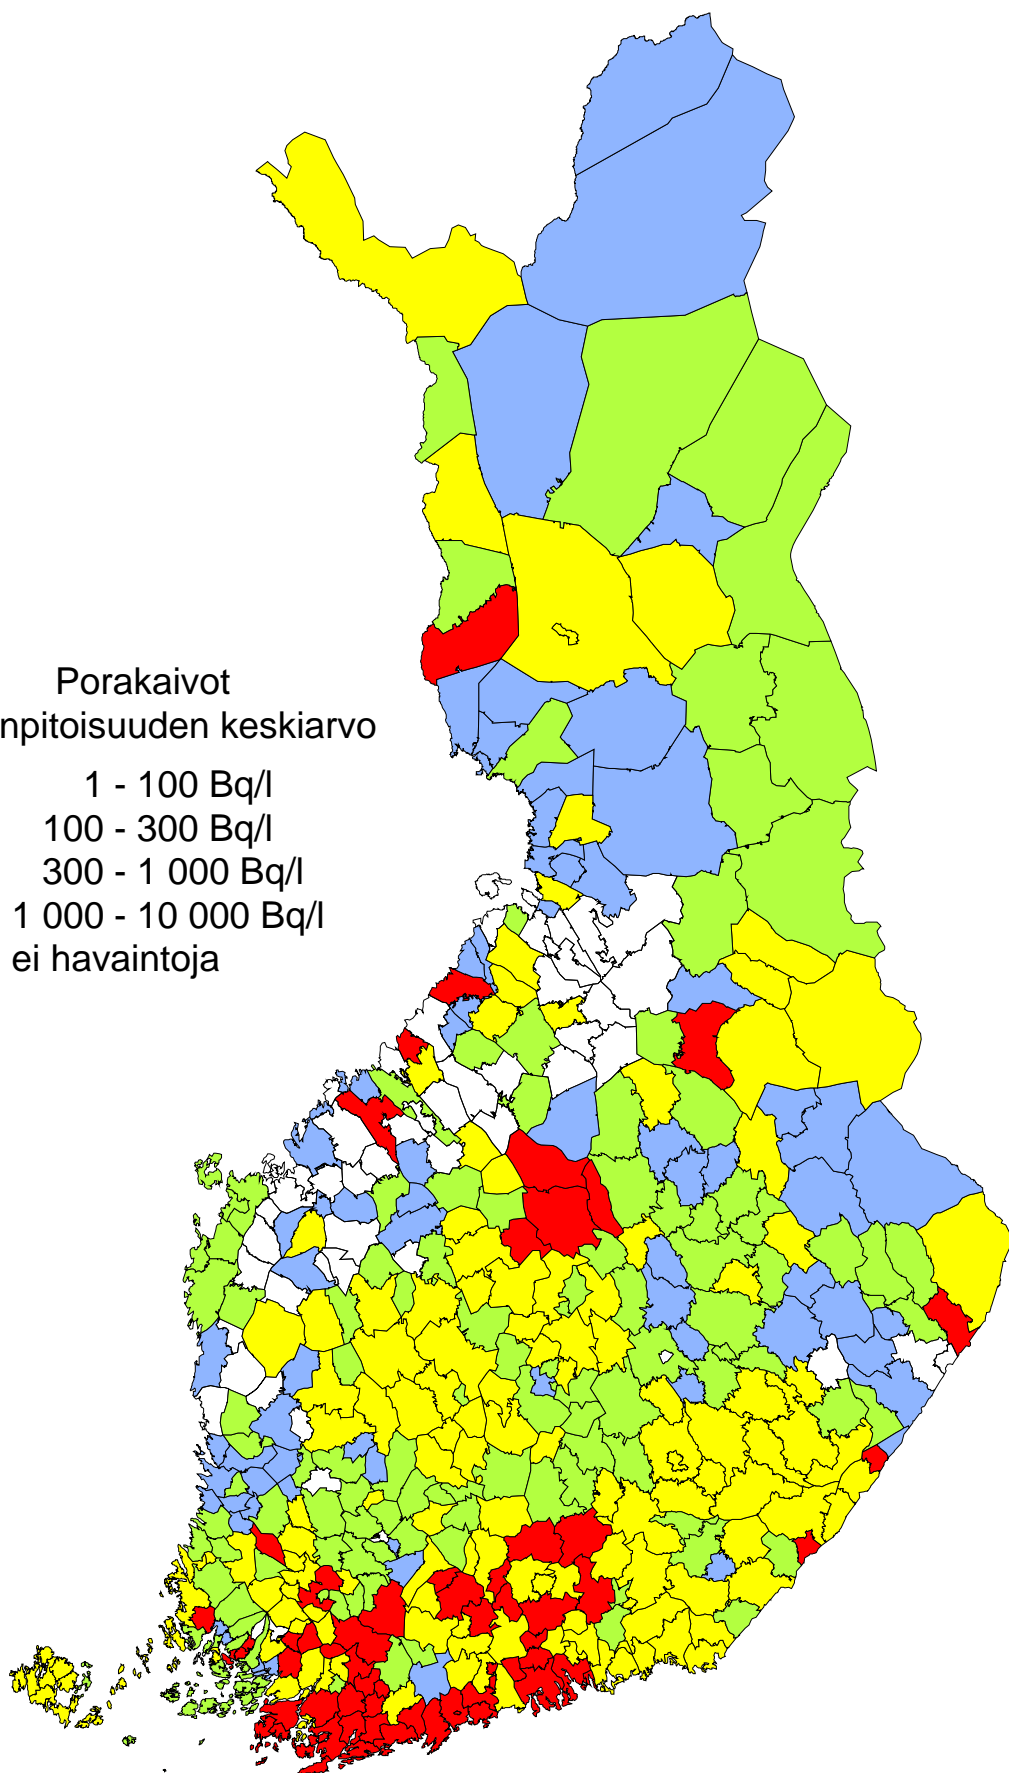 Porakaivot
npitoisuuden keskiarvo
1 - 100 Bq/l
100 - 300 Bq/l
300 - 1 000 Bq/l
1 000 - 10 000 Bq/l
ei havaintoja